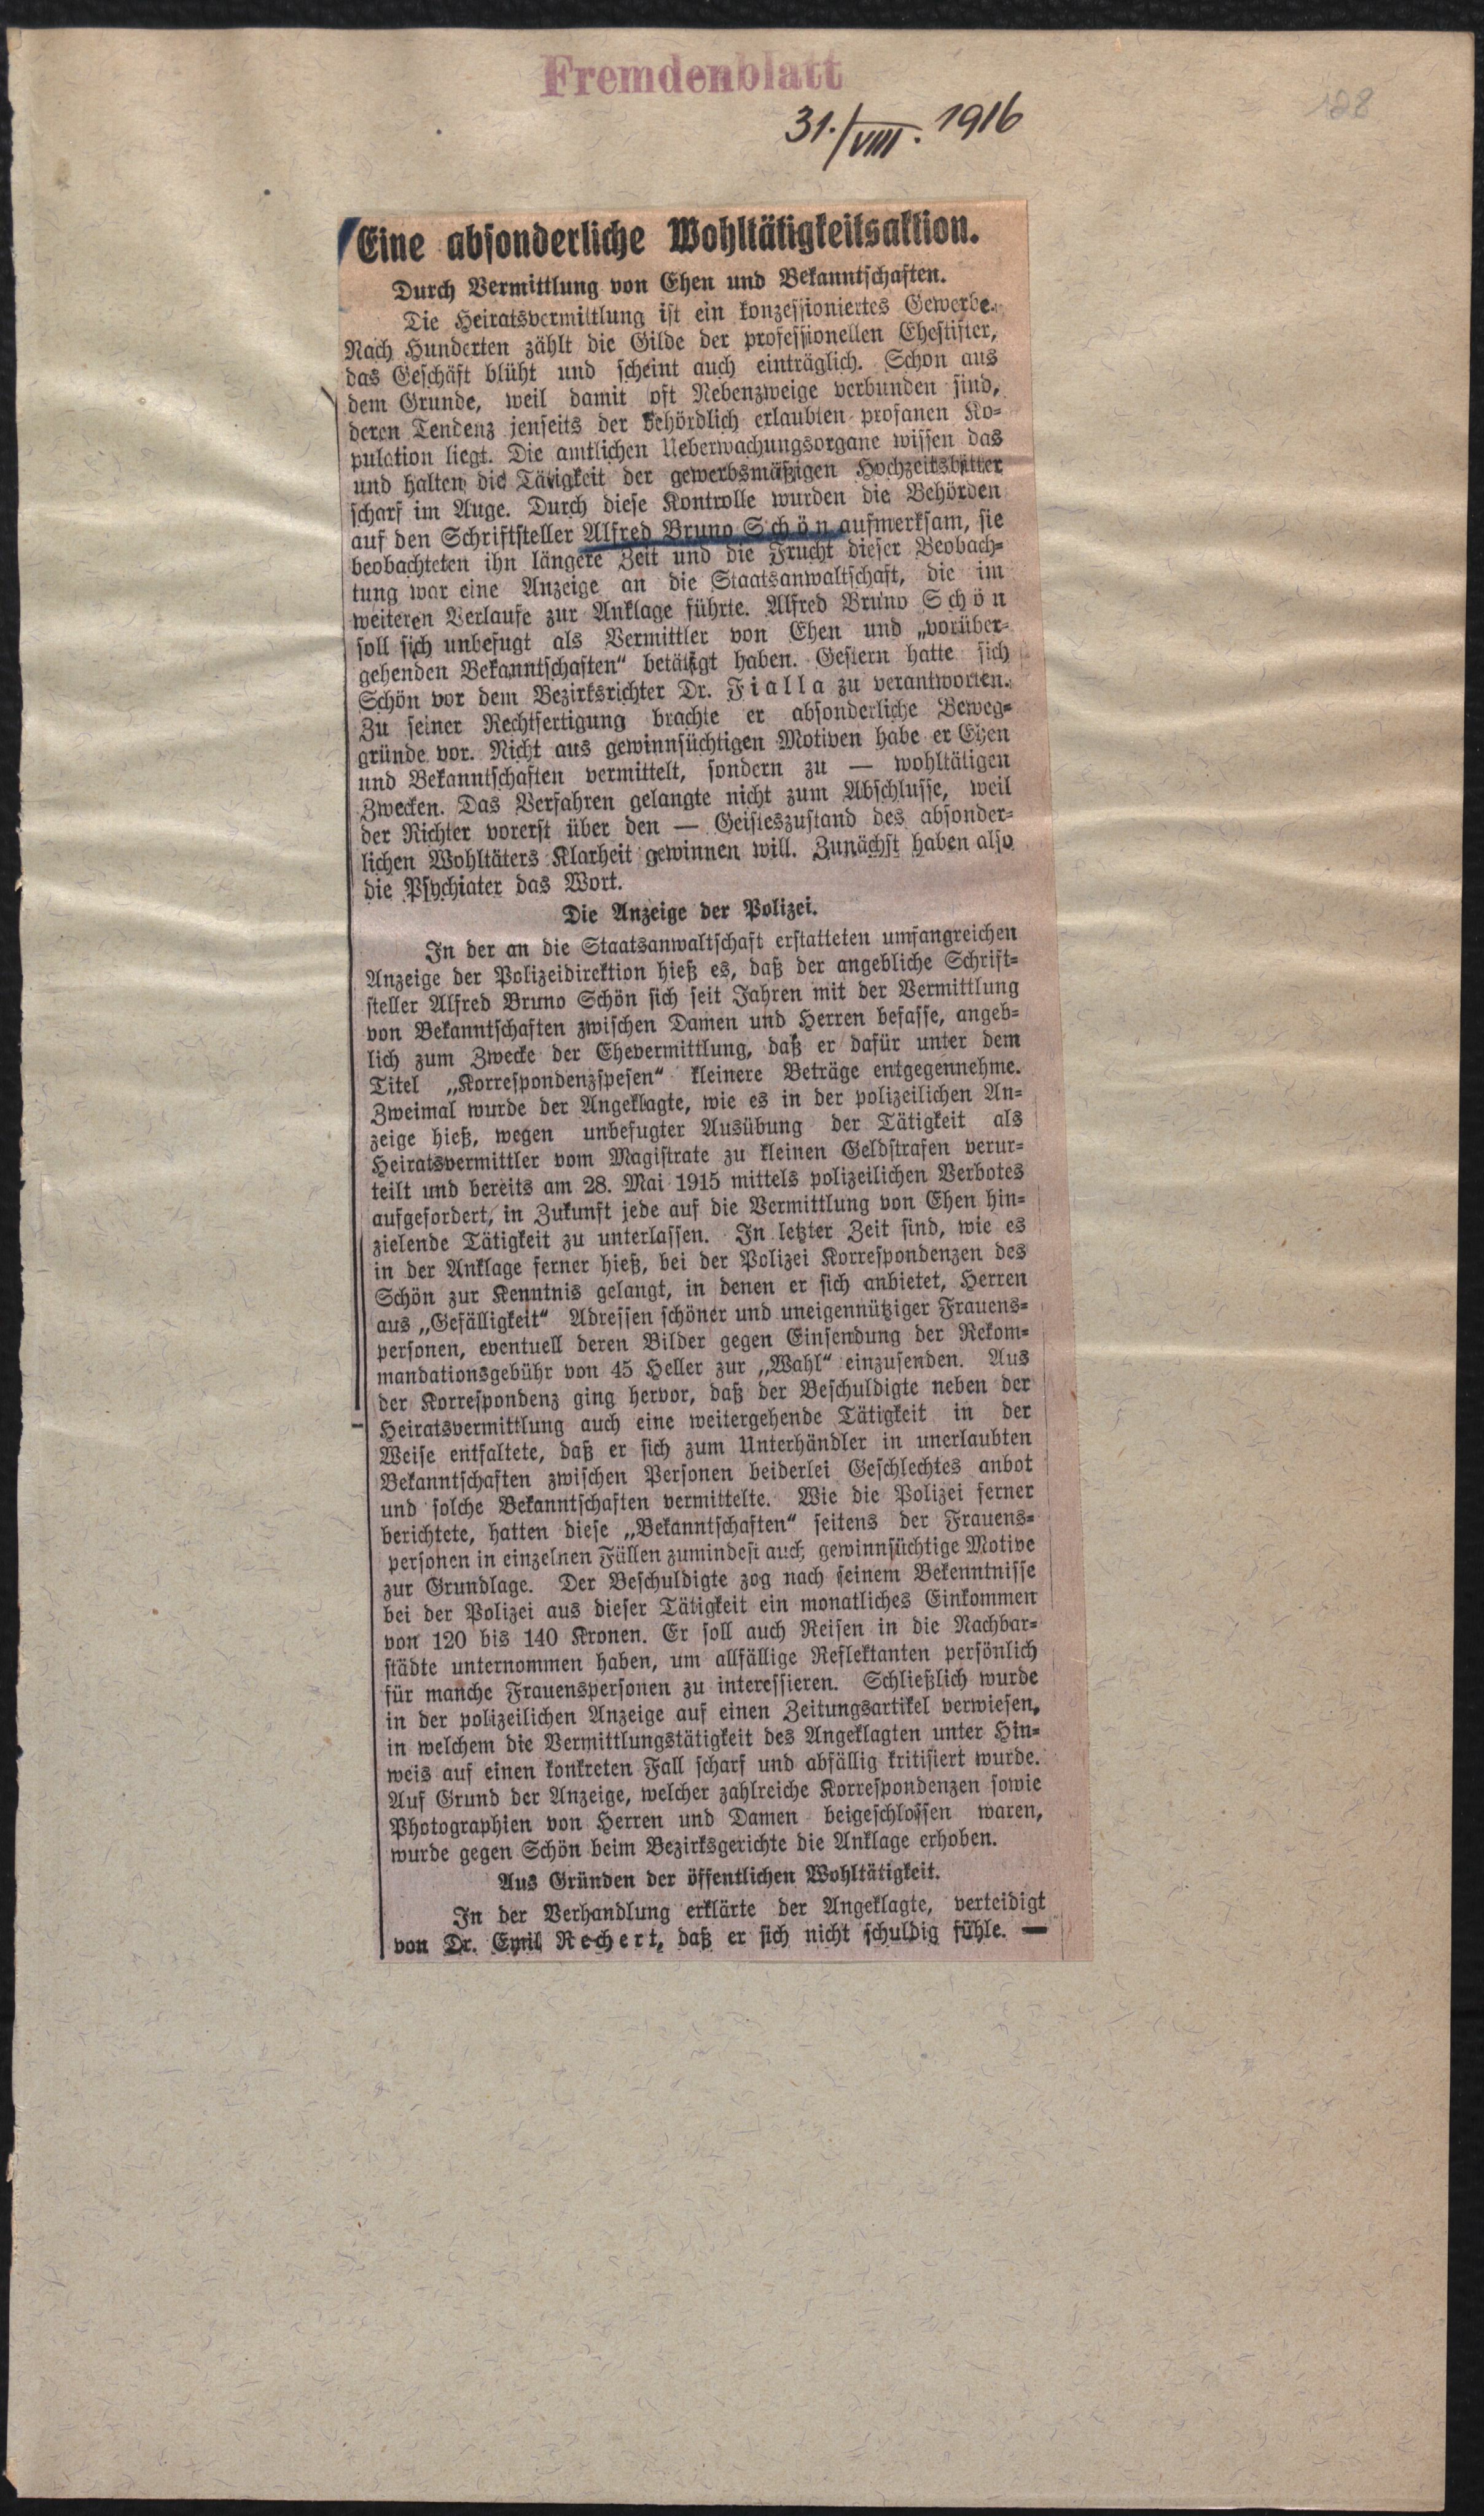 Fremdenblatt
31./VIII. 1916
128
Eine absonderliche Wohltätigkeitsaktion.
Durch Vermittlung von Ehen und Bekanntschaften.
Die Heiratsvermittlung ist ein konzessioniertes Gewerbe.
Nach Hunderten zählt die Gilde der professionellen Ehestifter,
das Geschäft blüht und scheint auch einträglich. Schon aus
dem Grunde, weil damit oft Nebenzweige verbunden sind,
deren Tendenz jenseits der behördlich erlaubten profanen Ko-
pulation liegt. Die amtlichen Ueberwachungsorgane wissen das
und halten die Tätigkeit der gewerbsmäßigen Hochzeitsbitter
scharf im Auge. Durch diese Kontrolle wurden die Behörden
auf den Schriftsteller Alfred Bruno Schön aufmerksam, sie
beobachteten ihn längere Zeit und die Frucht dieser Beobach-
tung war eine Anzeige an die Staatsanwaltschaft, die im
weiteren Verlaufe zur Anklage führte. Alfred Bruno Schön
soll sich unbefugt als Vermittler von Ehen und „vorüber-
gehenden Bekanntschaften“ betätigt haben. Gestern hatte sich
Schön vor dem Bezirksrichter Dr. Fialla zu verantworten.
Zu seiner Rechtfertigung brachte er absonderliche Beweg-
gründe vor. Nicht aus gewinnsüchtigen Motiven habe er Ehen
und Bekanntschaften vermittelt, sondern zu — wohltätigen
Zwecken. Das Verfahren gelangte nicht zum Abschlusse, weil
der Richter vorerst über den — Geisteszustand des absonder-
lichen Wohltäters Klarheit gewinnen will. Zunächst haben also
die Psychiater das Wort.
Die Anzeige der Polizei.
In der an die Staatsanwaltschaft erstatteten umfangreichen
Anzeige der Polizeidirektion hieß es, daß der angebliche Schrift-
steller Alfred Bruno Schön sich seit Jahren mit der Vermittlung
von Bekanntschaften zwischen Damen und Herren befasse, angeb-
lich zum Zwecke der Ehevermittlung, daß er dafür unter dem
Titel „Korrespondenzspesen“ kleinere Beträge entgegennehme.
Zweimal wurde der Angeklagte, wie es in der polizeilichen An-
zeige hieß, wegen unbefugter Ausübung der Tätigkeit als
Heiratsvermittler vom Magistrate zu kleinen Geldstrafen verur-
teilt und bereits am 28. Mai 1915 mittels polizeilichen Verbotes
aufgefordert, in Zukunft jede auf die Vermittlung von Ehen hin-
zielende Tätigkeit zu unterlassen. In letzter Zeit sind, wie es
in der Anklage ferner hieß, bei der Polizei Korrespondenzen des
Schön zur Kenntnis gelangt, in denen er sich anbietet, Herren
aus „Gefälligkeit“ Adressen schöner und uneigennütziger Frauens-
personen, eventuell deren Bilder gegen Einsendung der Rekom-
mandationsgebühr von 45 Heller zur „Wahl“ einzusenden. Aus
der Korrespondenz ging hervor, daß der Beschuldigte neben der
Heiratsvermittlung auch eine weitergehende Tätigkeit in der
Weise entfaltete, daß er sich zum Unterhändler in unerlaubten
Bekanntschaften zwischen Personen beiderlei Geschlechtes anbot
und solche Bekanntschaften vermittelte. Wie die Polizei ferner
berichtete, hatten diese „Bekanntschaften“ seitens der Frauens-
personen in einzelnen Fällen zumindest auch gewinnsüchtige Motive
zur Grundlage. Der Beschuldigte zog nach seinem Bekenntnisse
bei der Polizei aus dieser Tätigkeit ein monatliches Einkommen
von 120 bis 140 Kronen. Er soll auch Reisen in die Nachbar-
städte unternommen haben, um allfällige Reflektanten persönlich
für manche Frauenspersonen zu interessieren. Schließlich wurde
in der polizeilichen Anzeige auf einen Zeitungsartikel verwiesen,
in welchem die Vermittlungstätigkeit des Angeklagten unter Hin-
weis auf einen konkreten Fall scharf und abfällig kritisiert wurde.
Auf Grund der Anzeige, welcher zahlreiche Korrespondenzen sowie
Photographien von Herren und Damen beigeschlossen waren,
wurde gegen Schön beim Bezirksgerichte die Anklage erhoben.
Aus Gründen der öffentlichen Wohltätigkeit.
In der Verhandlung erklärte der Angeklagte, verteidigt
von Dr. Emil Rechert, daß er sich nicht schuldig fühle. —